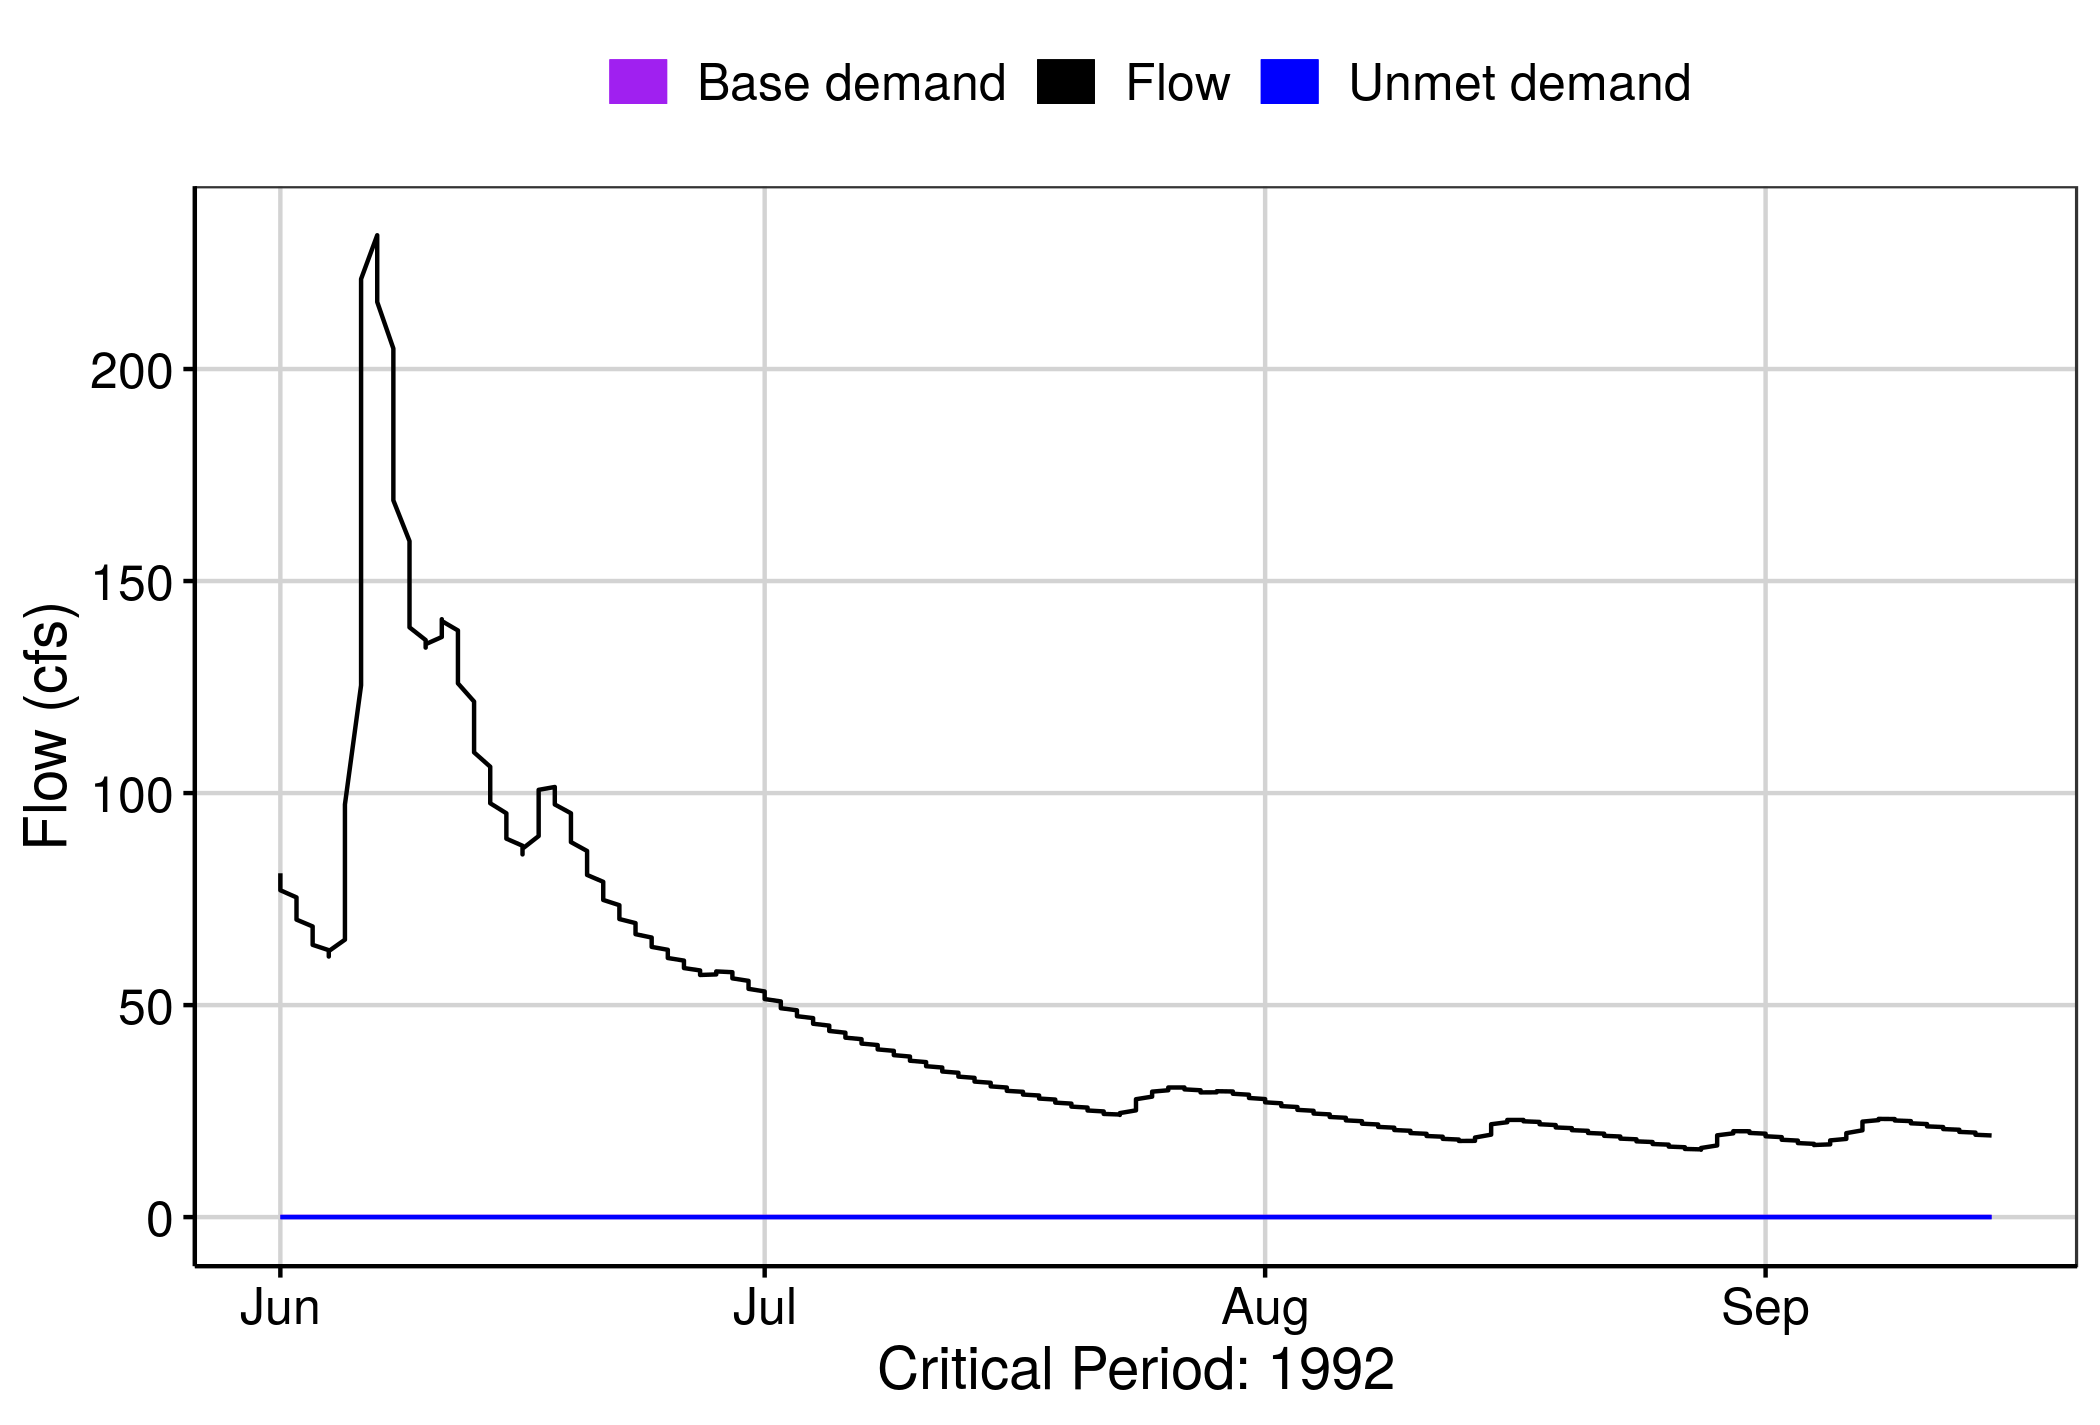 Base demand Flow Unmet demand
200
150
100
50
0
Flow (cfs)
Jun Jul Aug Sep
Critical Period: 1992